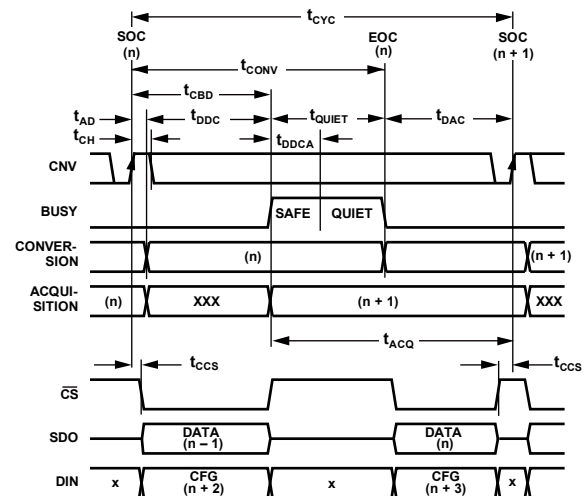 tCYC
SOC
(n)
EOC
(n)
SOC
(n + 1)
tCONV
tCBD
tAD
tDDC
tQUIET
tDAC
tCH
tDDCA
CNV
BUSY
SAFE
QUIET
CONVER-
SION
(n)
(n + 1)
ACQUI-
SITION
(n)
XXX
(n + 1)
XXX
tACQ
tCCS
tCCS
CS
SDO
DATA
(n – 1)
DATA
(n)
DIN
x
CFG
(n + 2)
x
CFG
(n + 3)
x